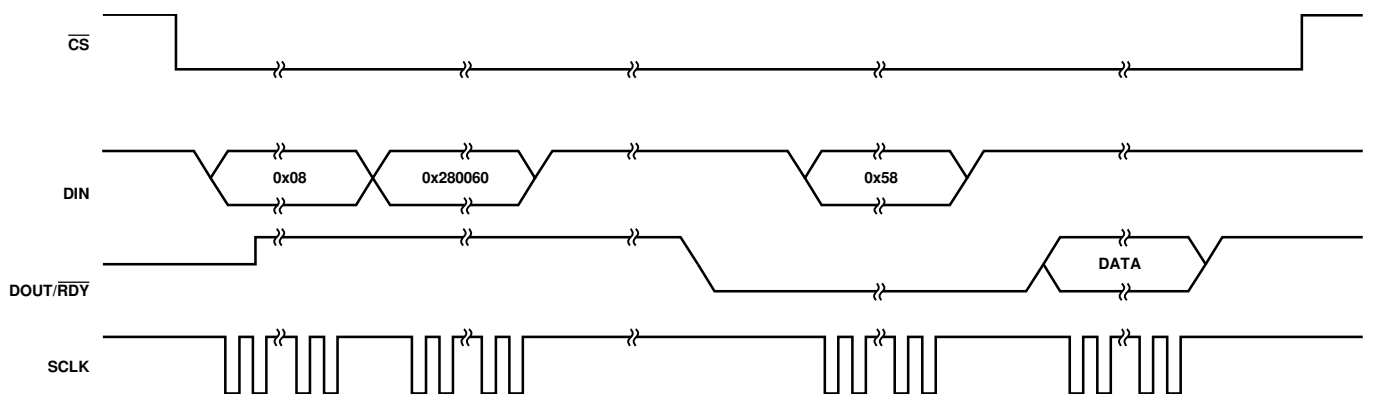 CS
DIN
0x08
0x280060
0x58
DOUT/RDY
DATA
SCLK